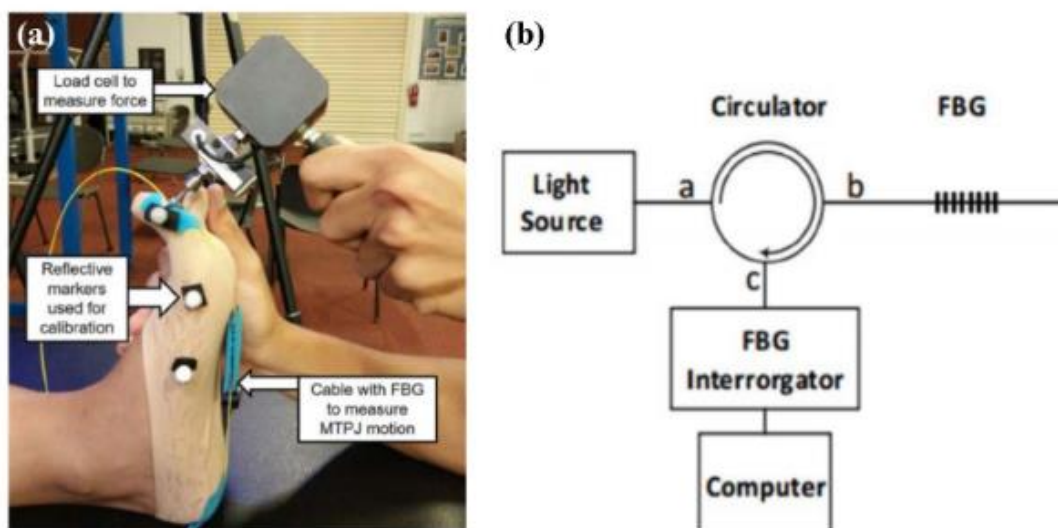 (a)
Load cell to
measure force
Reflective
markers
used for
calibration
Cable with FBG
to measure
MTPJ motion
(b)
Circulator
FBG
Light
Source
a
b
c
FBG
Interrorgator
Computer